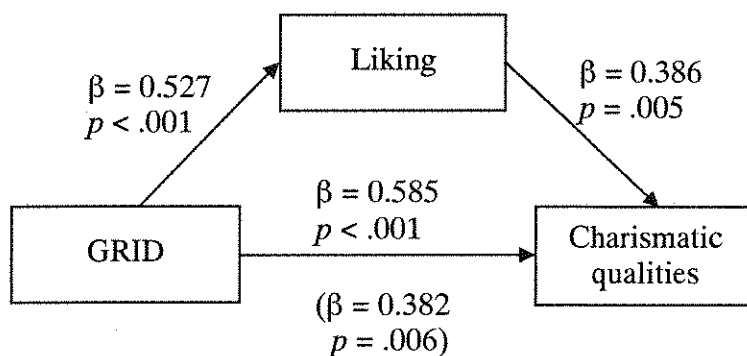 Liking
β = 0.527
p < .001
β = 0.386
p = .005
GRID
β = 0.585
p < .001
Charismatic
qualities
(β = 0.382
p = .006)